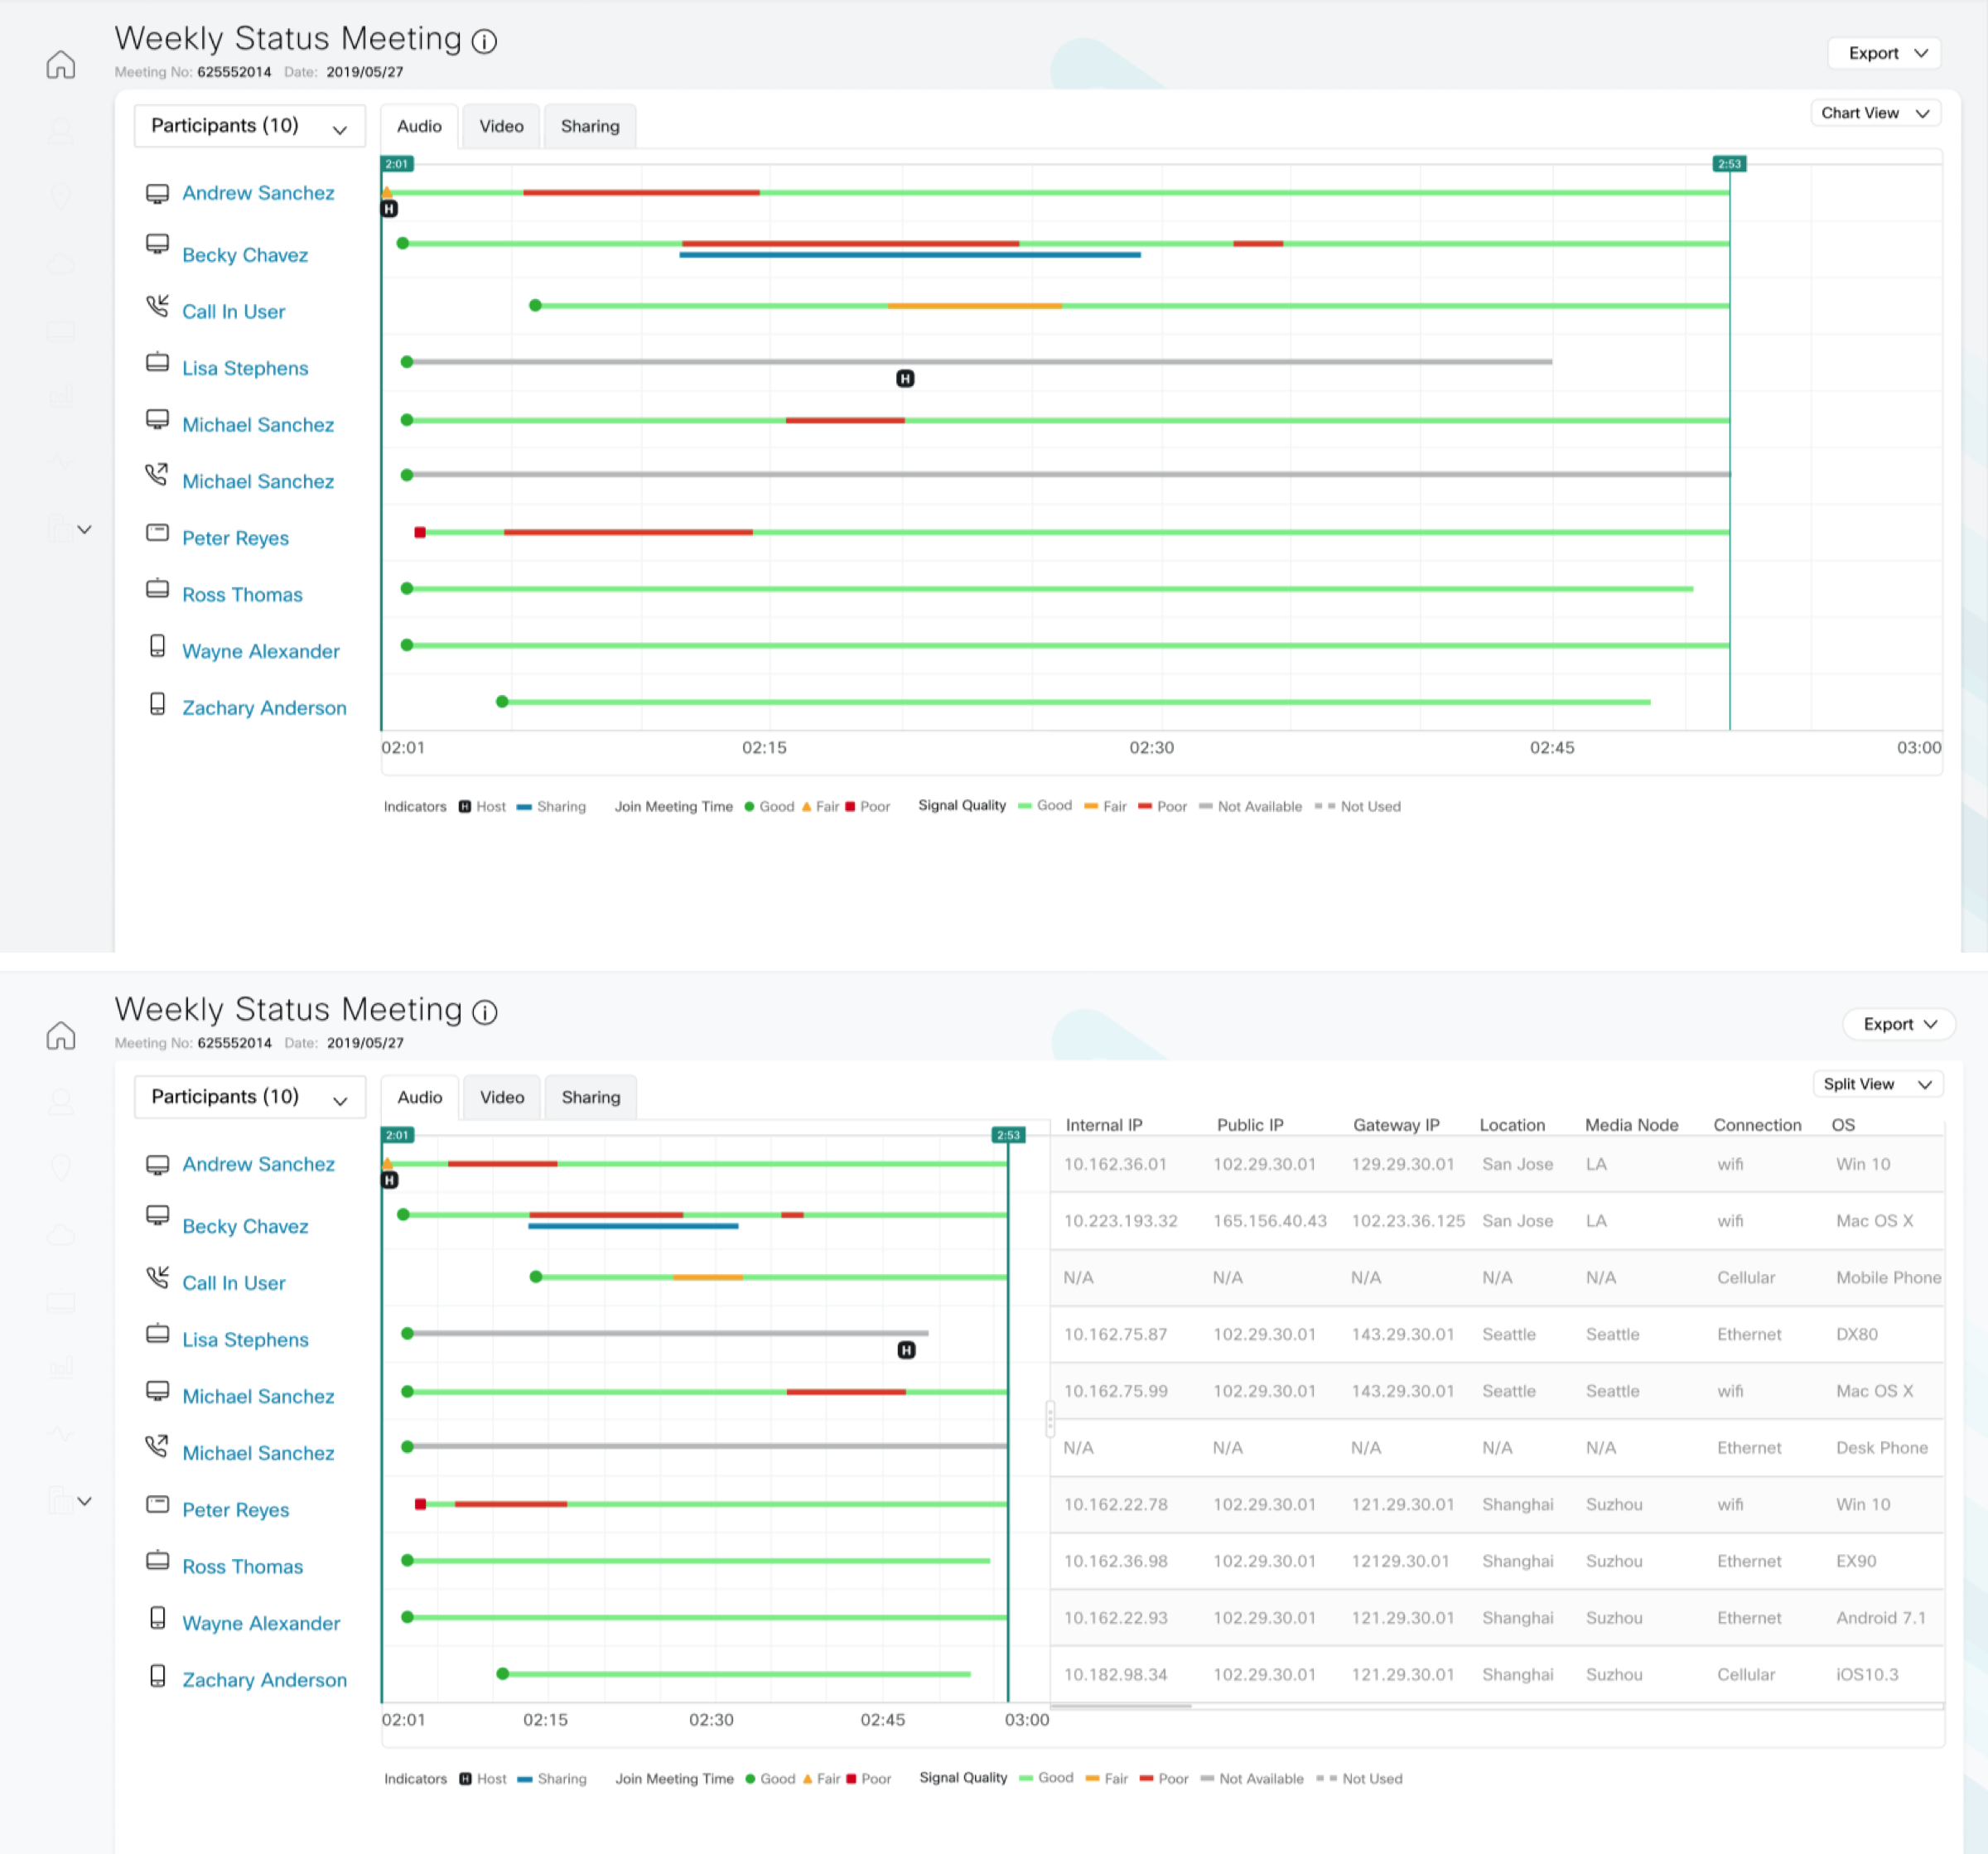 Weekly Status Meeting
Meeting No: 625552014 Date: 2019/05/27
Export
Participants (10)
Audio Video Sharing
Chart View
2:01 2:53
Andrew Sanchez
H
Becky Chavez
Call In User
Lisa Stephens
H
Michael Sanchez
Michael Sanchez
Peter Reyes
Ross Thomas
Wayne Alexander
Zachary Anderson
02:01 02:15 02:30 02:45 03:00
Indicators H Host Sharing Join Meeting Time Good Fair Poor Signal Quality Good Fair Poor Not Available Not Used
Weekly Status Meeting
Meeting No: 625552014 Date: 2019/05/27
Export
Participants (10)
Audio Video Sharing
Split View
Internal IP Public IP Gateway IP Location Media Node Connection OS
2:01 2:53
Andrew Sanchez 10.162.36.01 102.29.30.01 129.29.30.01 San Jose LA wifi Win 10
H
Becky Chavez 10.223.193.32 165.156.40.43 102.23.36.125 San Jose LA wifi Mac OS X
Call In User N/A N/A N/A N/A N/A Cellular Mobile Phone
Lisa Stephens 10.162.75.87 102.29.30.01 143.29.30.01 Seattle Seattle Ethernet DX80
H
Michael Sanchez 10.162.75.99 102.29.30.01 143.29.30.01 Seattle Seattle wifi Mac OS X
Michael Sanchez N/A N/A N/A N/A N/A Ethernet Desk Phone
Peter Reyes 10.162.22.78 102.29.30.01 121.29.30.01 Shanghai Suzhou wifi Win 10
Ross Thomas 10.162.36.98 102.29.30.01 12129.30.01 Shanghai Suzhou Ethernet EX90
Wayne Alexander 10.162.22.93 102.29.30.01 121.29.30.01 Shanghai Suzhou Ethernet Android 7.1
Zachary Anderson 10.182.98.34 102.29.30.01 121.29.30.01 Shanghai Suzhou Cellular iOS10.3
02:01 02:15 02:30 02:45 03:00
Indicators H Host Sharing Join Meeting Time Good Fair Poor Signal Quality Good Fair Poor Not Available Not Used